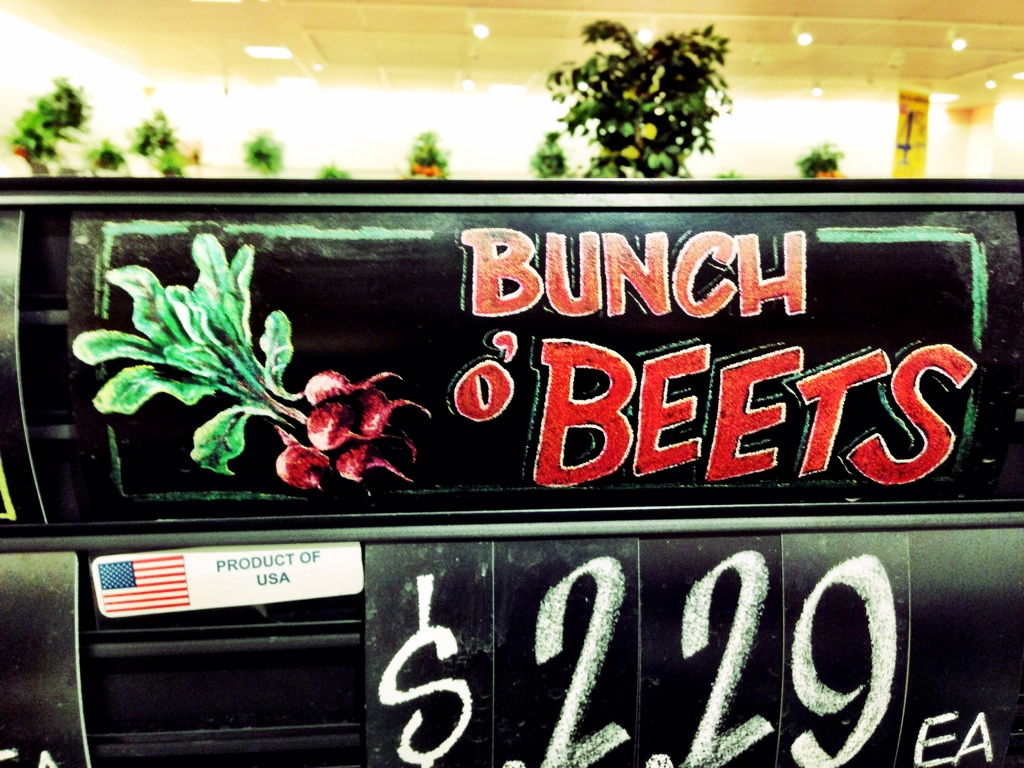 BUNCH
O' BEETS
PRODUCT OF
USA
$2.29
EA